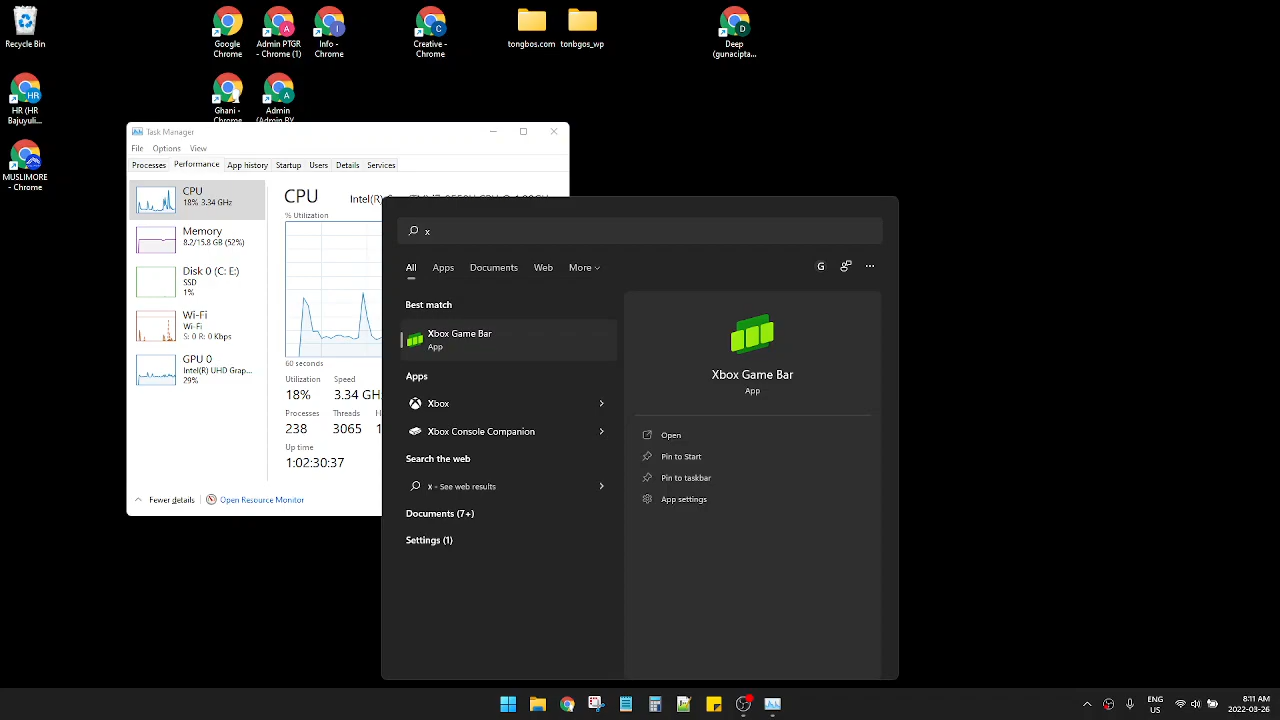 Recycle Bin
Google
Chrome
Admin PTGR
- Chrome (1)
Info -
Chrome
Creative -
Chrome
tongbos.com
tonbgos_wp
Deep
(gunacipta...
HR (HR
Bajuyuli...
Ghani -
Chrome
Admin
(Admin BY
MUSLIMORE
- Chrome
Task Manager
File Options View
Processes Performance App history Startup Users Details Services
CPU
18% 3.34 GHz
Memory
8.2/15.8 GB (52%)
Disk 0 (C: E:)
SSD
1%
Wi-Fi
Wi-Fi
S: 0 R: 0 Kbps
GPU 0
Intel(R) UHD Grap...
29%
CPU
% Utilization
60 seconds
Utilization Speed
18% 3.34 GHz
Processes Threads
238 3065
Up time
1:02:30:37
Fewer details Open Resource Monitor
x
All Apps Documents Web More
G
Best match
Xbox Game Bar
App
Apps
Xbox
Xbox Console Companion
Search the web
x - See web results
Documents (7+)
Settings (1)
Xbox Game Bar
App
Open
Pin to Start
Pin to taskbar
App settings
ENG
US
8:11 AM
2022-08-26